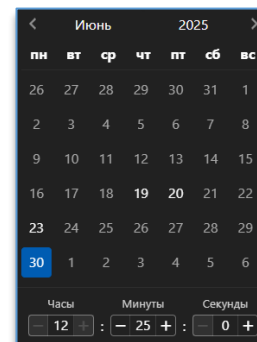 < Июнь 2025 >
пн вт ср чт пт сб вс
26 27 28 29 30 31 1
2 3 4 5 6 7 8
9 10 11 12 13 14 15
16 17 18 19 20 21 22
23 24 25 26 27 28 29
30 1 2 3 4 5 6
Часы Минуты Секунды
− 12 + : − 25 + : − 0 +